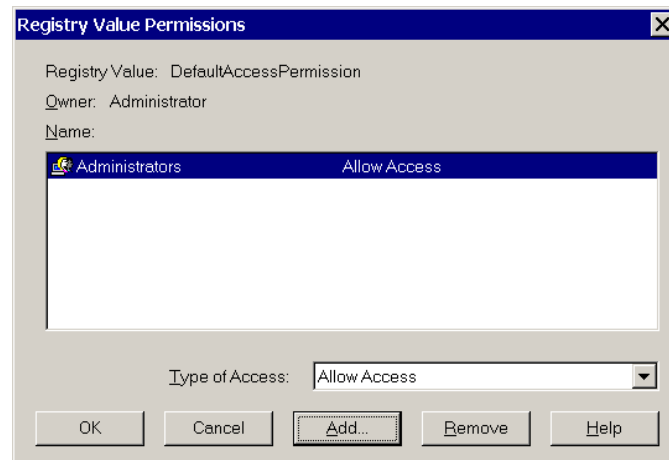 Registry Value Permissions
Registry Value: DefaultAccessPermission
Owner: Administrator
Name:
Administrators Allow Access
Type of Access: Allow Access
OK Cancel Add... Remove Help